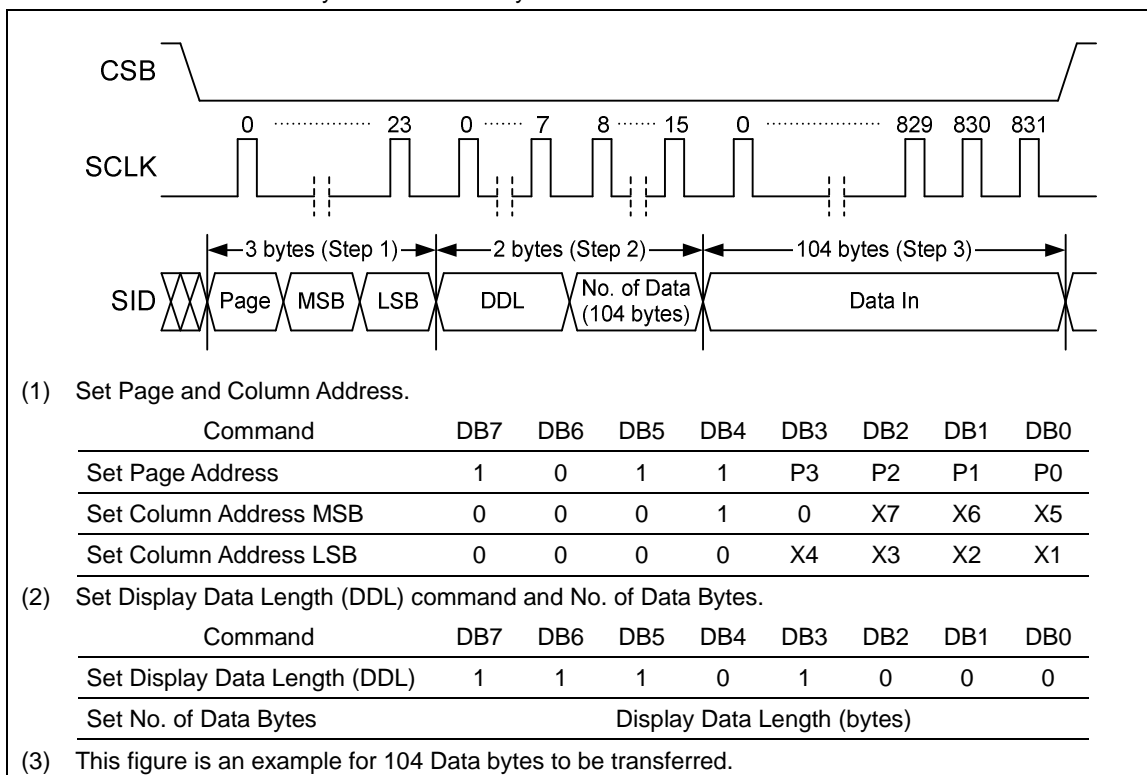 CSB
0 ................ 23 0 ....... 7 8 ...... 15 0 ................... 829 830 831
SCLK
3 bytes (Step 1) 2 bytes (Step 2) 104 bytes (Step 3)
SID Page MSB LSB DDL No. of Data (104 bytes) Data In
(1) Set Page and Column Address.
Command DB7 DB6 DB5 DB4 DB3 DB2 DB1 DB0
Set Page Address 1 0 1 1 P3 P2 P1 P0
Set Column Address MSB 0 0 0 1 0 X7 X6 X5
Set Column Address LSB 0 0 0 0 X4 X3 X2 X1
(2) Set Display Data Length (DDL) command and No. of Data Bytes.
Command DB7 DB6 DB5 DB4 DB3 DB2 DB1 DB0
Set Display Data Length (DDL) 1 1 1 0 1 0 0 0
Set No. of Data Bytes Display Data Length (bytes)
(3) This figure is an example for 104 Data bytes to be transferred.